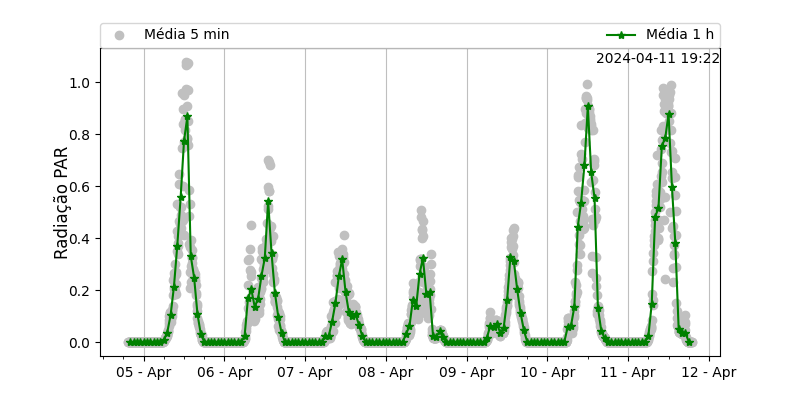 Média 5 min
Média 1 h
2024-04-11 19:22
Radiação PAR
1.0
0.8
0.6
0.4
0.2
0.0
05 - Apr
06 - Apr
07 - Apr
08 - Apr
09 - Apr
10 - Apr
11 - Apr
12 - Apr